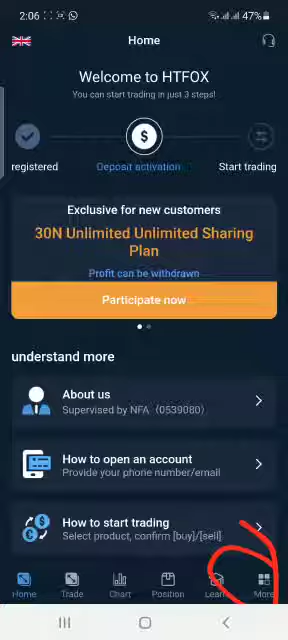 2:06
47%
Home
Welcome to HTFOX
You can start trading in just 3 steps!
registered
Deposit activation
Start trading
Exclusive for new customers
30N Unlimited Unlimited Sharing
Plan
Profit can be withdrawn
Participate now
understand more
About us
Supervised by NFA（0539080）
How to open an account
Provide your phone number/email
How to start trading
Select product, confirm [buy]/[sell]
Home
Trade
Chart
Position
Learn
More